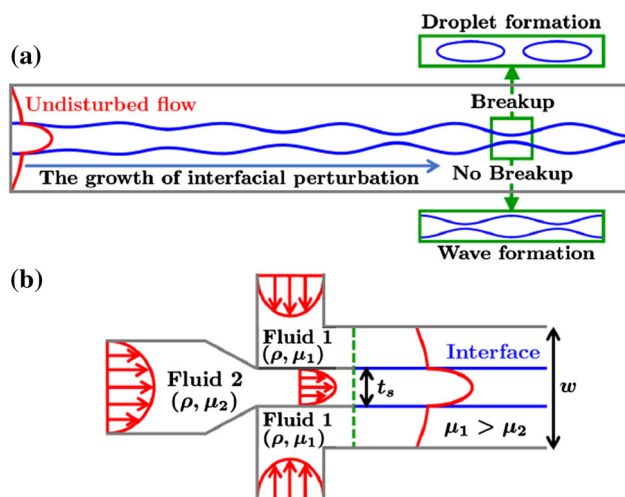 Droplet formation
(a)
Undisturbed flow
Breakup
The growth of interfacial perturbation
No Breakup
Wave formation
(b)
Fluid 1
(ρ, μ₁)
Fluid 2
(ρ, μ₂)
Interface
tₛ
w
Fluid 1
(ρ, μ₁)
μ₁ > μ₂